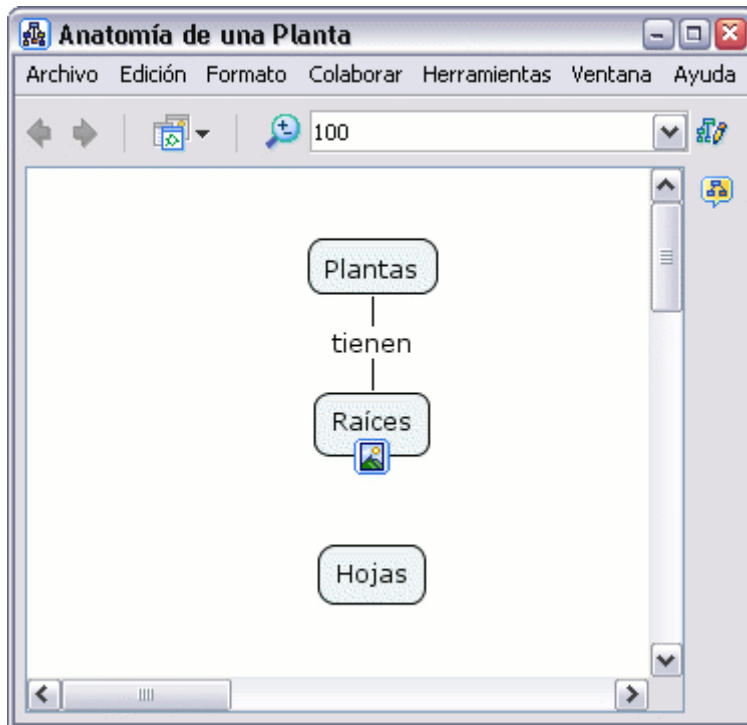 Anatomía de una Planta
Archivo Edición Formato Colaborar Herramientas Ventana Ayuda
100
Plantas
tienen
Raíces
Hojas